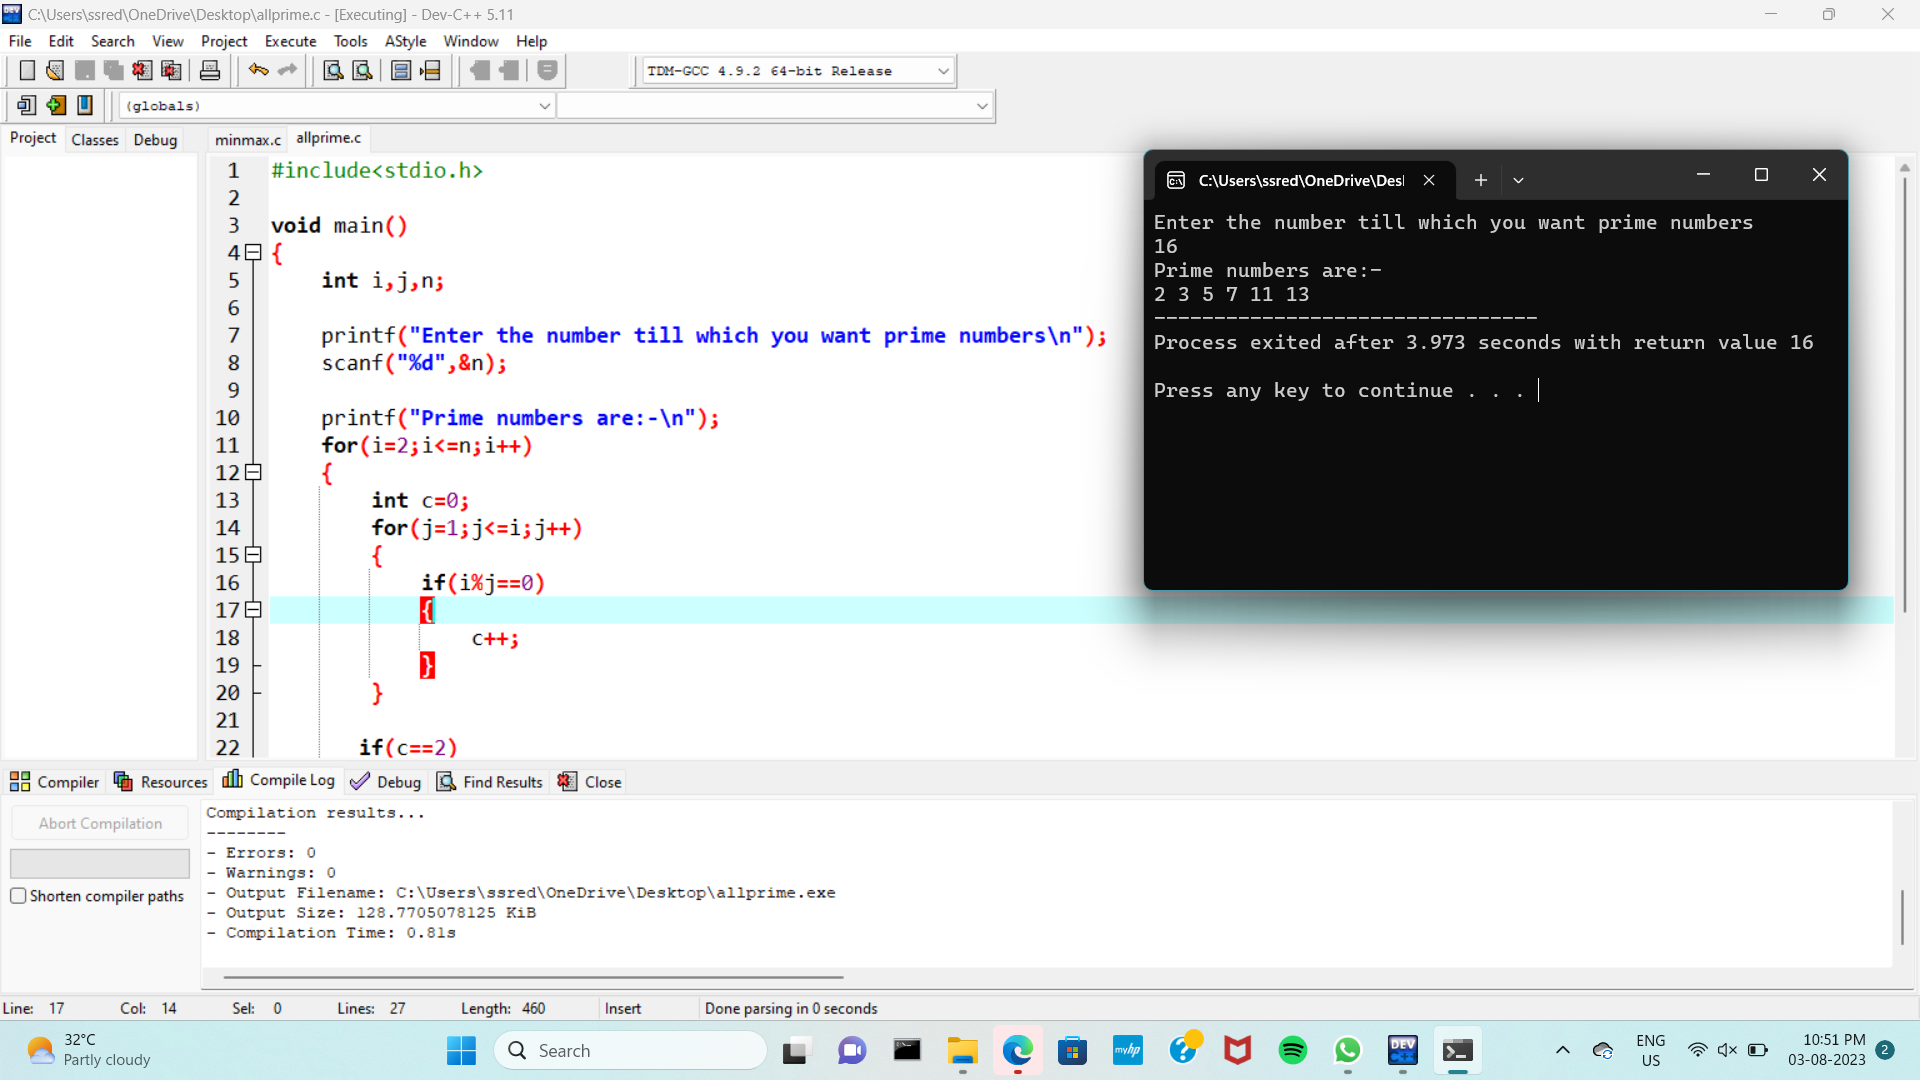 C:\Users\ssred\OneDrive\Desktop\allprime.c - [Executing] - Dev-C++ 5.11
File Edit Search View Project Execute Tools AStyle Window Help
TDM-GCC 4.9.2 64-bit Release
(globals)
Project Classes Debug
minmax.c allprime.c
1 #include<stdio.h>
2
3 void main()
4 {
5 int i,j,n;
6
7 printf("Enter the number till which you want prime numbers\n");
8 scanf("%d",&n);
9
10 printf("Prime numbers are:-\n");
11 for(i=2;i<=n;i++)
12 {
13 int c=0;
14 for(j=1;j<=i;j++)
15 {
16 if(i%j==0)
17 {
18 c++;
19 }
20 }
21
22 if(c==2)
C:\Users\ssred\OneDrive\Des
Enter the number till which you want prime numbers
16
Prime numbers are:-
2 3 5 7 11 13
--------------------------------
Process exited after 3.973 seconds with return value 16
Press any key to continue . . .
Compiler Resources Compile Log Debug Find Results Close
Abort Compilation
Shorten compiler paths
Compilation results...
--------
- Errors: 0
- Warnings: 0
- Output Filename: C:\Users\ssred\OneDrive\Desktop\allprime.exe
- Output Size: 128.7705078125 KiB
- Compilation Time: 0.81s
Line: 17 Col: 14 Sel: 0 Lines: 27 Length: 460 Insert Done parsing in 0 seconds
32°C
Partly cloudy
Search
myhp
DEV
C++
ENG
US
10:51 PM
03-08-2023
2